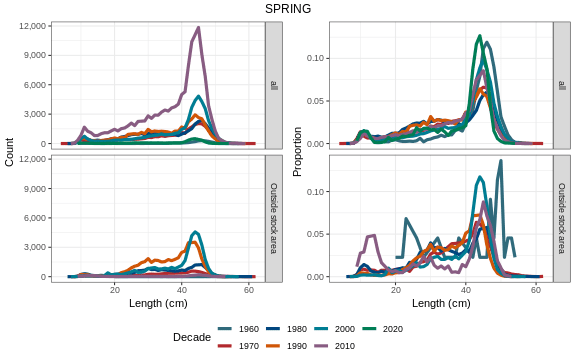 SPRING
12,000
9,000
6,000
3,000
0
all
0.10
0.05
0.00
all
Count
Proportion
12,000
9,000
6,000
3,000
0
Outside stock area
0.10
0.05
0.00
Outside stock area
20 40 60
20 40 60
Length (cm)
Length (cm)
Decade
1960 1980 2000 2020
1970 1990 2010